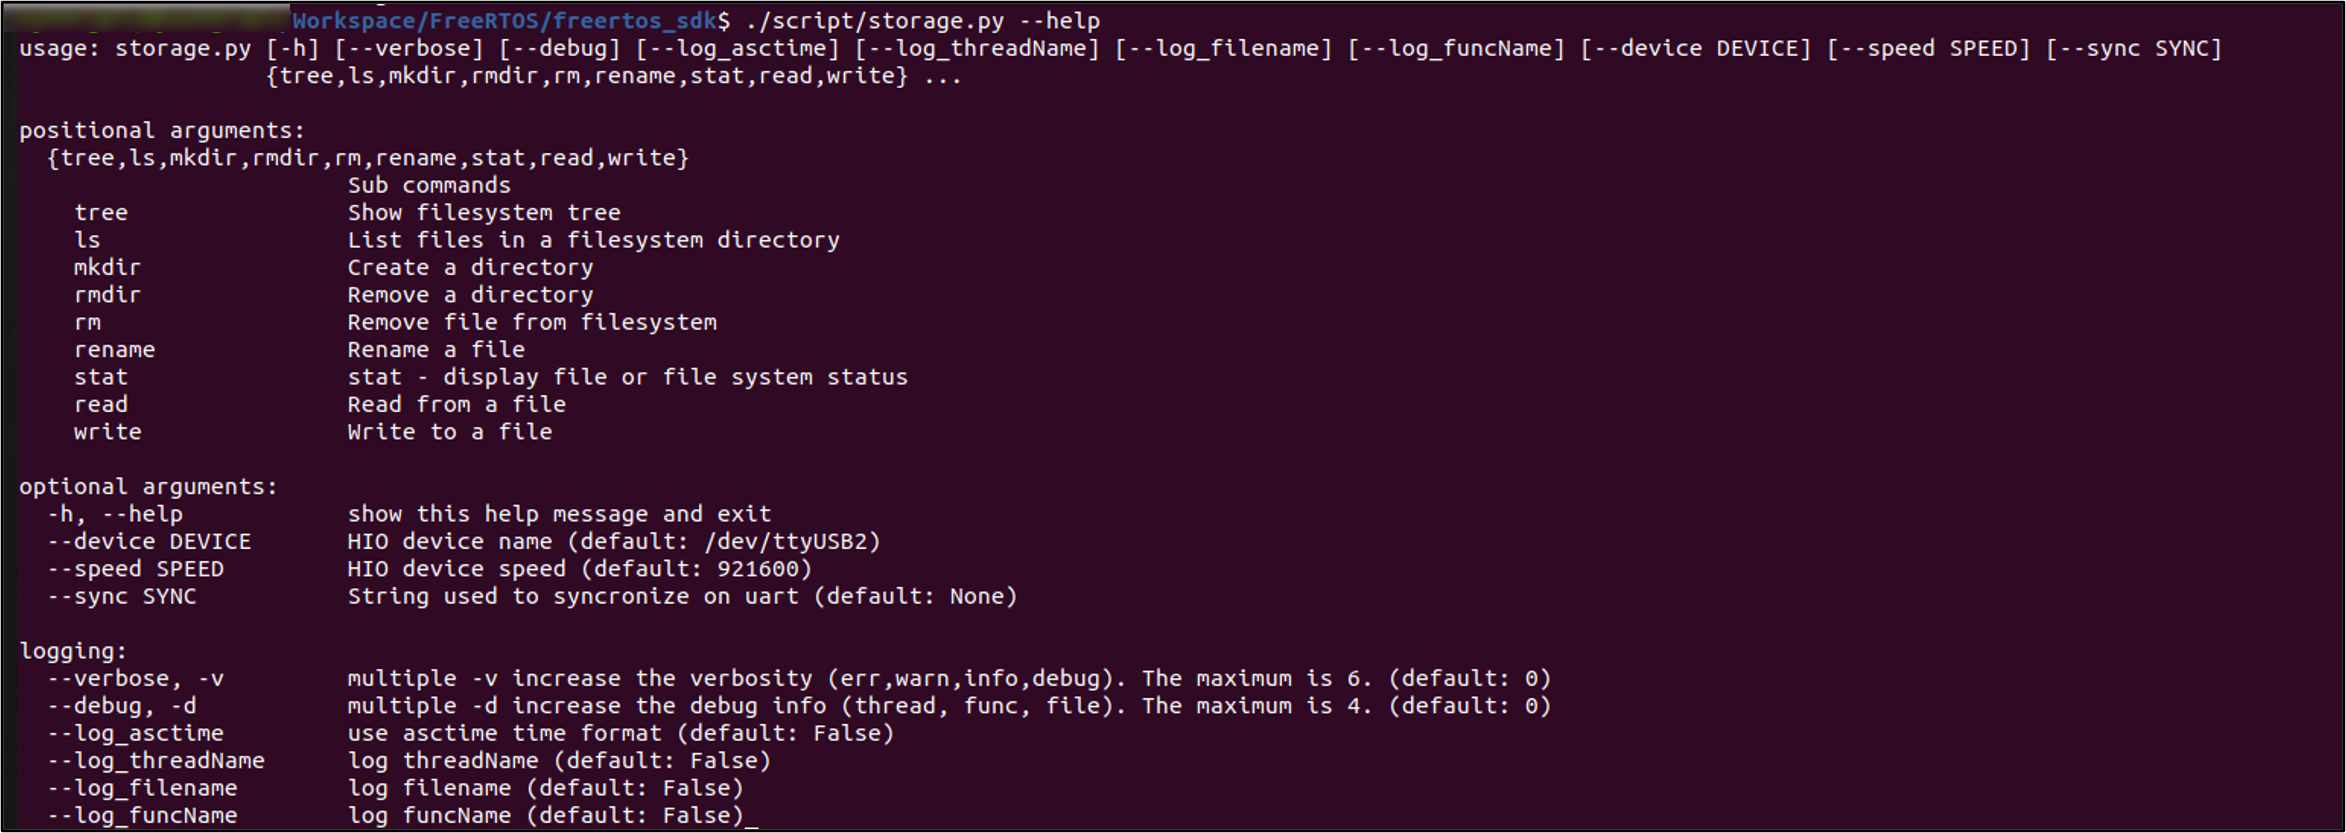 Workspace/FreeRTOS/freertos_sdk$ ./script/storage.py --help
usage: storage.py [-h] [--verbose] [--debug] [--log_asctime] [--log_threadName] [--log_filename] [--log_funcName] [--device DEVICE] [--speed SPEED] [--sync SYNC]
{tree,ls,mkdir,rmdir,rm,rename,stat,read,write} ...
positional arguments:
{tree,ls,mkdir,rmdir,rm,rename,stat,read,write}
Sub commands
tree Show filesystem tree
ls List files in a filesystem directory
mkdir Create a directory
rmdir Remove a directory
rm Remove file from filesystem
rename Rename a file
stat stat - display file or file system status
read Read from a file
write Write to a file
optional arguments:
-h, --help show this help message and exit
--device DEVICE HIO device name (default: /dev/ttyUSB2)
--speed SPEED HIO device speed (default: 921600)
--sync SYNC String used to syncronize on uart (default: None)
logging:
--verbose, -v multiple -v increase the verbosity (err,warn,info,debug). The maximum is 6. (default: 0)
--debug, -d multiple -d increase the debug info (thread, func, file). The maximum is 4. (default: 0)
--log_asctime use asctime time format (default: False)
--log_threadName log threadName (default: False)
--log_filename log filename (default: False)
--log_funcName log funcName (default: False)_